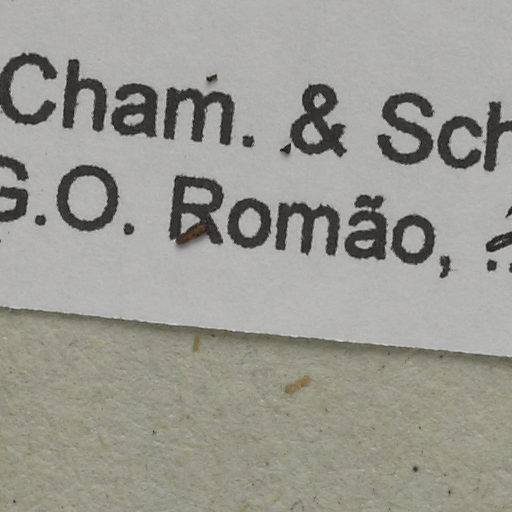 Cham. & Sch
G.O. Romão,